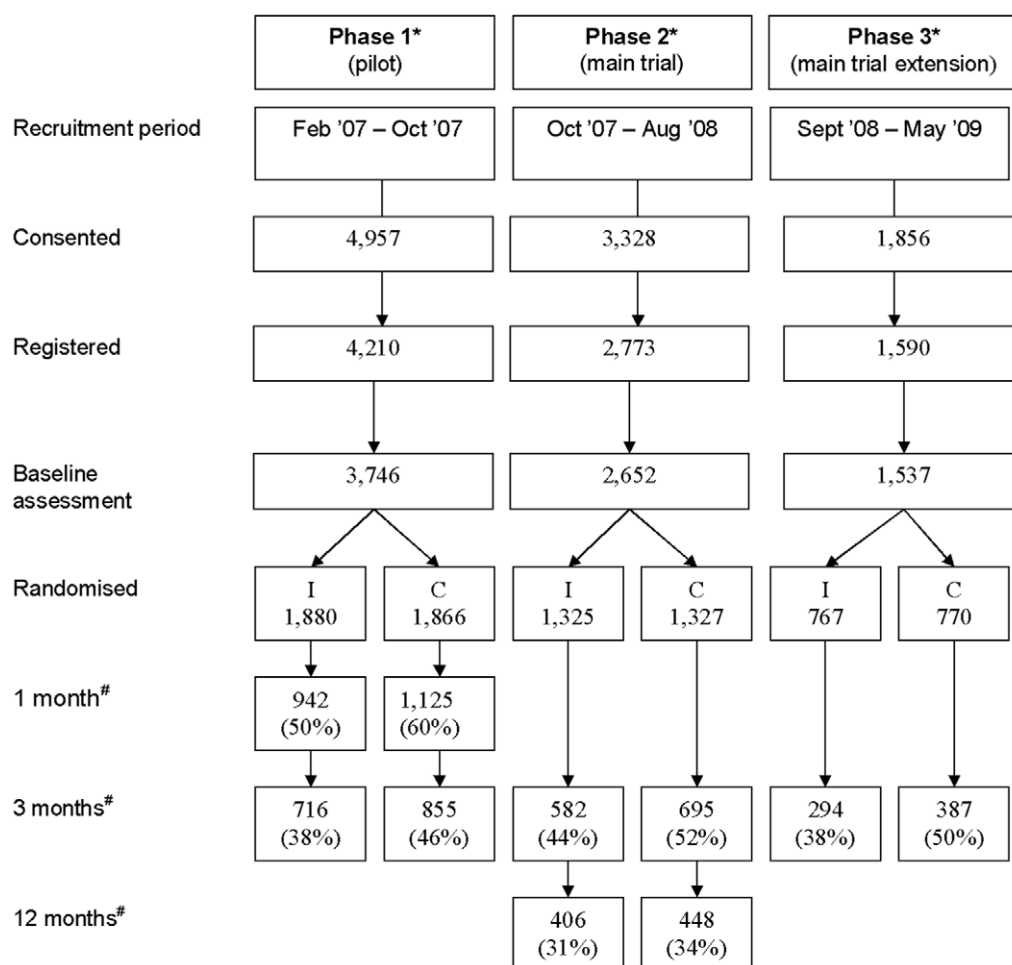 Phase 1* Phase 2* Phase 3*
(pilot) (main trial) (main trial extension)
Recruitment period Feb '07 – Oct '07 Oct '07 – Aug '08 Sept '08 – May '09
Consented 4,957 3,328 1,856
Registered 4,210 2,773 1,590
Baseline 3,746 2,652 1,537
assessment
Randomised I C I C I C
1,880 1,866 1,325 1,327 767 770
1 month# 942 1,125
(50%) (60%)
3 months# 716 855 582 695 294 387
(38%) (46%) (44%) (52%) (38%) (50%)
12 months# 406 448
(31%) (34%)